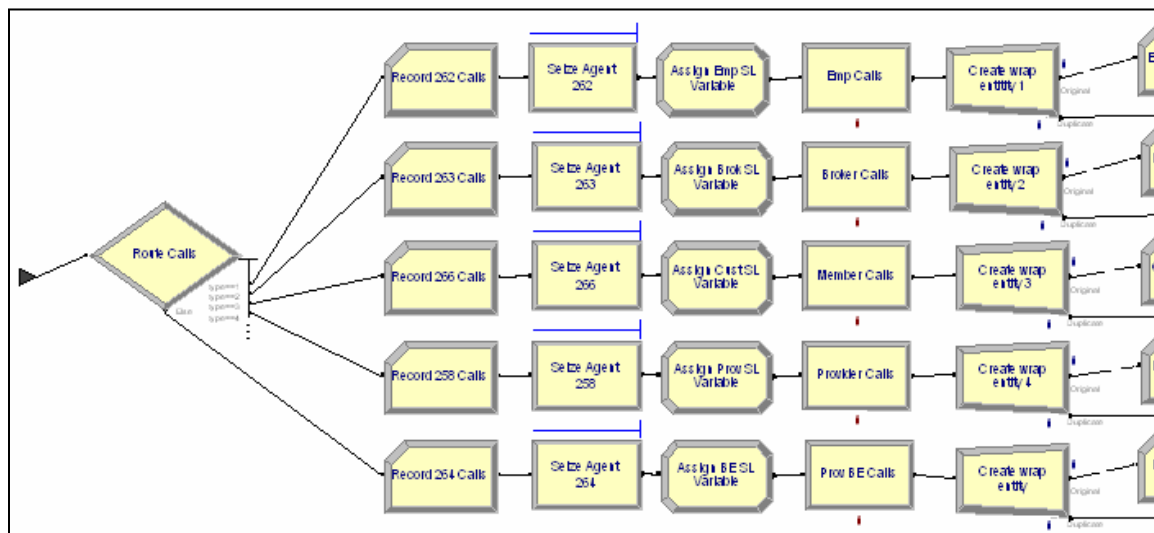 Record 262 Calls
Seize Agent
262
Assign Emp SL
Variable
Emp Calls
Create wrap
entitity 1
Original
Duplicate
Record 263 Calls
Seize Agent
263
Assign Brok SL
Variable
Broker Calls
Create wrap
entity 2
Original
Duplicate
Route Calls
Else
type==1
type==2
type==3
type==4
Record 266 Calls
Seize Agent
266
Assign Cust SL
Variable
Member Calls
Create wrap
entity 3
Original
Duplicate
Record 258 Calls
Seize Agent
258
Assign Prov SL
Variable
Provider Calls
Create wrap
entity 4
Original
Duplicate
Record 264 Calls
Seize Agent
264
Assign BE SL
Variable
Prov BE Calls
Create wrap
entity
Original
Duplicate